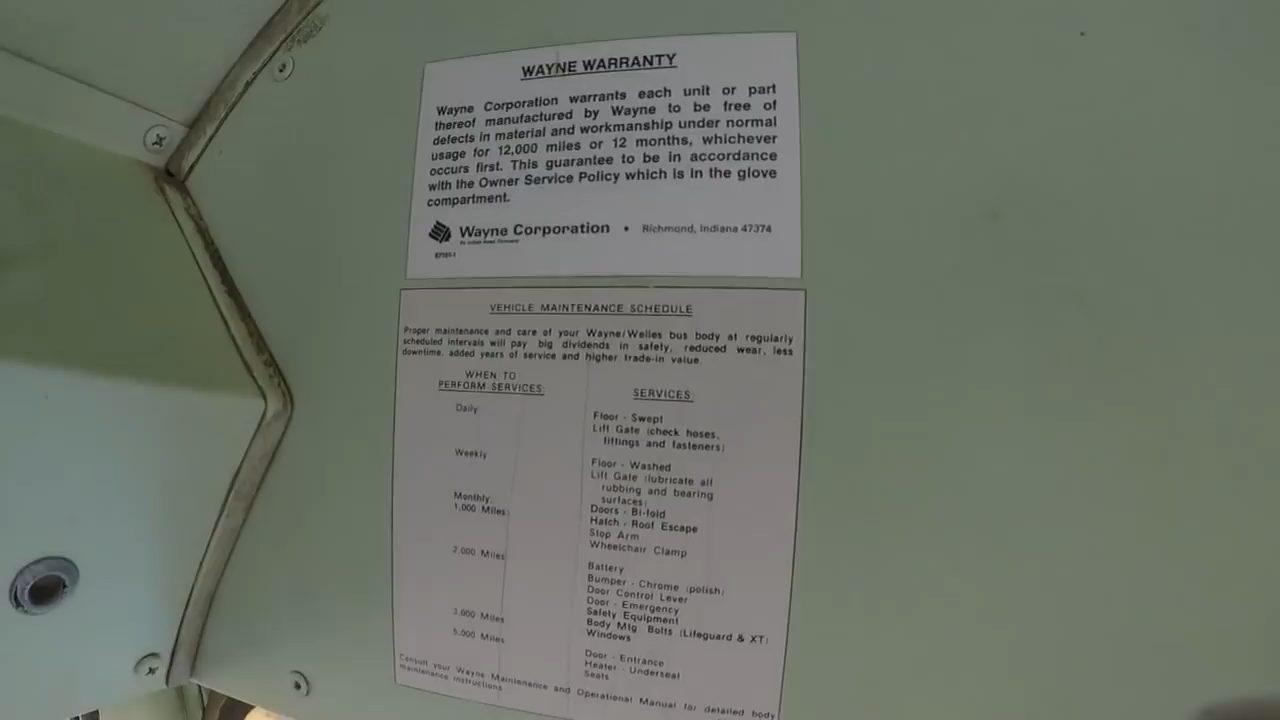 WAYNE WARRANTY
Wayne Corporation warrants each unit or part
thereof manufactured by Wayne to be free of
defects in material and workmanship under normal
usage for 12,000 miles or 12 months, whichever
occurs first. This guarantee to be in accordance
with the Owner Service Policy which is in the glove
compartment.
Wayne Corporation • Richmond, Indiana 47374
VEHICLE MAINTENANCE SCHEDULE
Proper maintenance and care of your Wayne/Welles bus body at regularly
scheduled intervals will pay big dividends in safety, reduced wear, less
downtime, added years of service and higher trade-in value.
WHEN TO
PERFORM SERVICES:
SERVICES:
Daily
Floor - Swept
Lift Gate (check hoses,
fittings and fasteners)
Weekly
Floor - Washed
Lift Gate (lubricate all
rubbing and bearing
surfaces)
Monthly;
1,000 Miles:
Doors - Bi-fold
Hatch - Roof Escape
Stop Arm
Wheelchair Clamp
2,000 Miles
Battery
Bumper - Chrome (polish)
Door Control Lever
Door - Emergency
Safety Equipment
Body Mtg. Bolts (Lifeguard & XT)
3,000 Miles
Windows
5,000 Miles
Door - Entrance
Heater - Underseat
Seats
Consult your Wayne Maintenance and Operational Manual for detailed body
maintenance instructions.